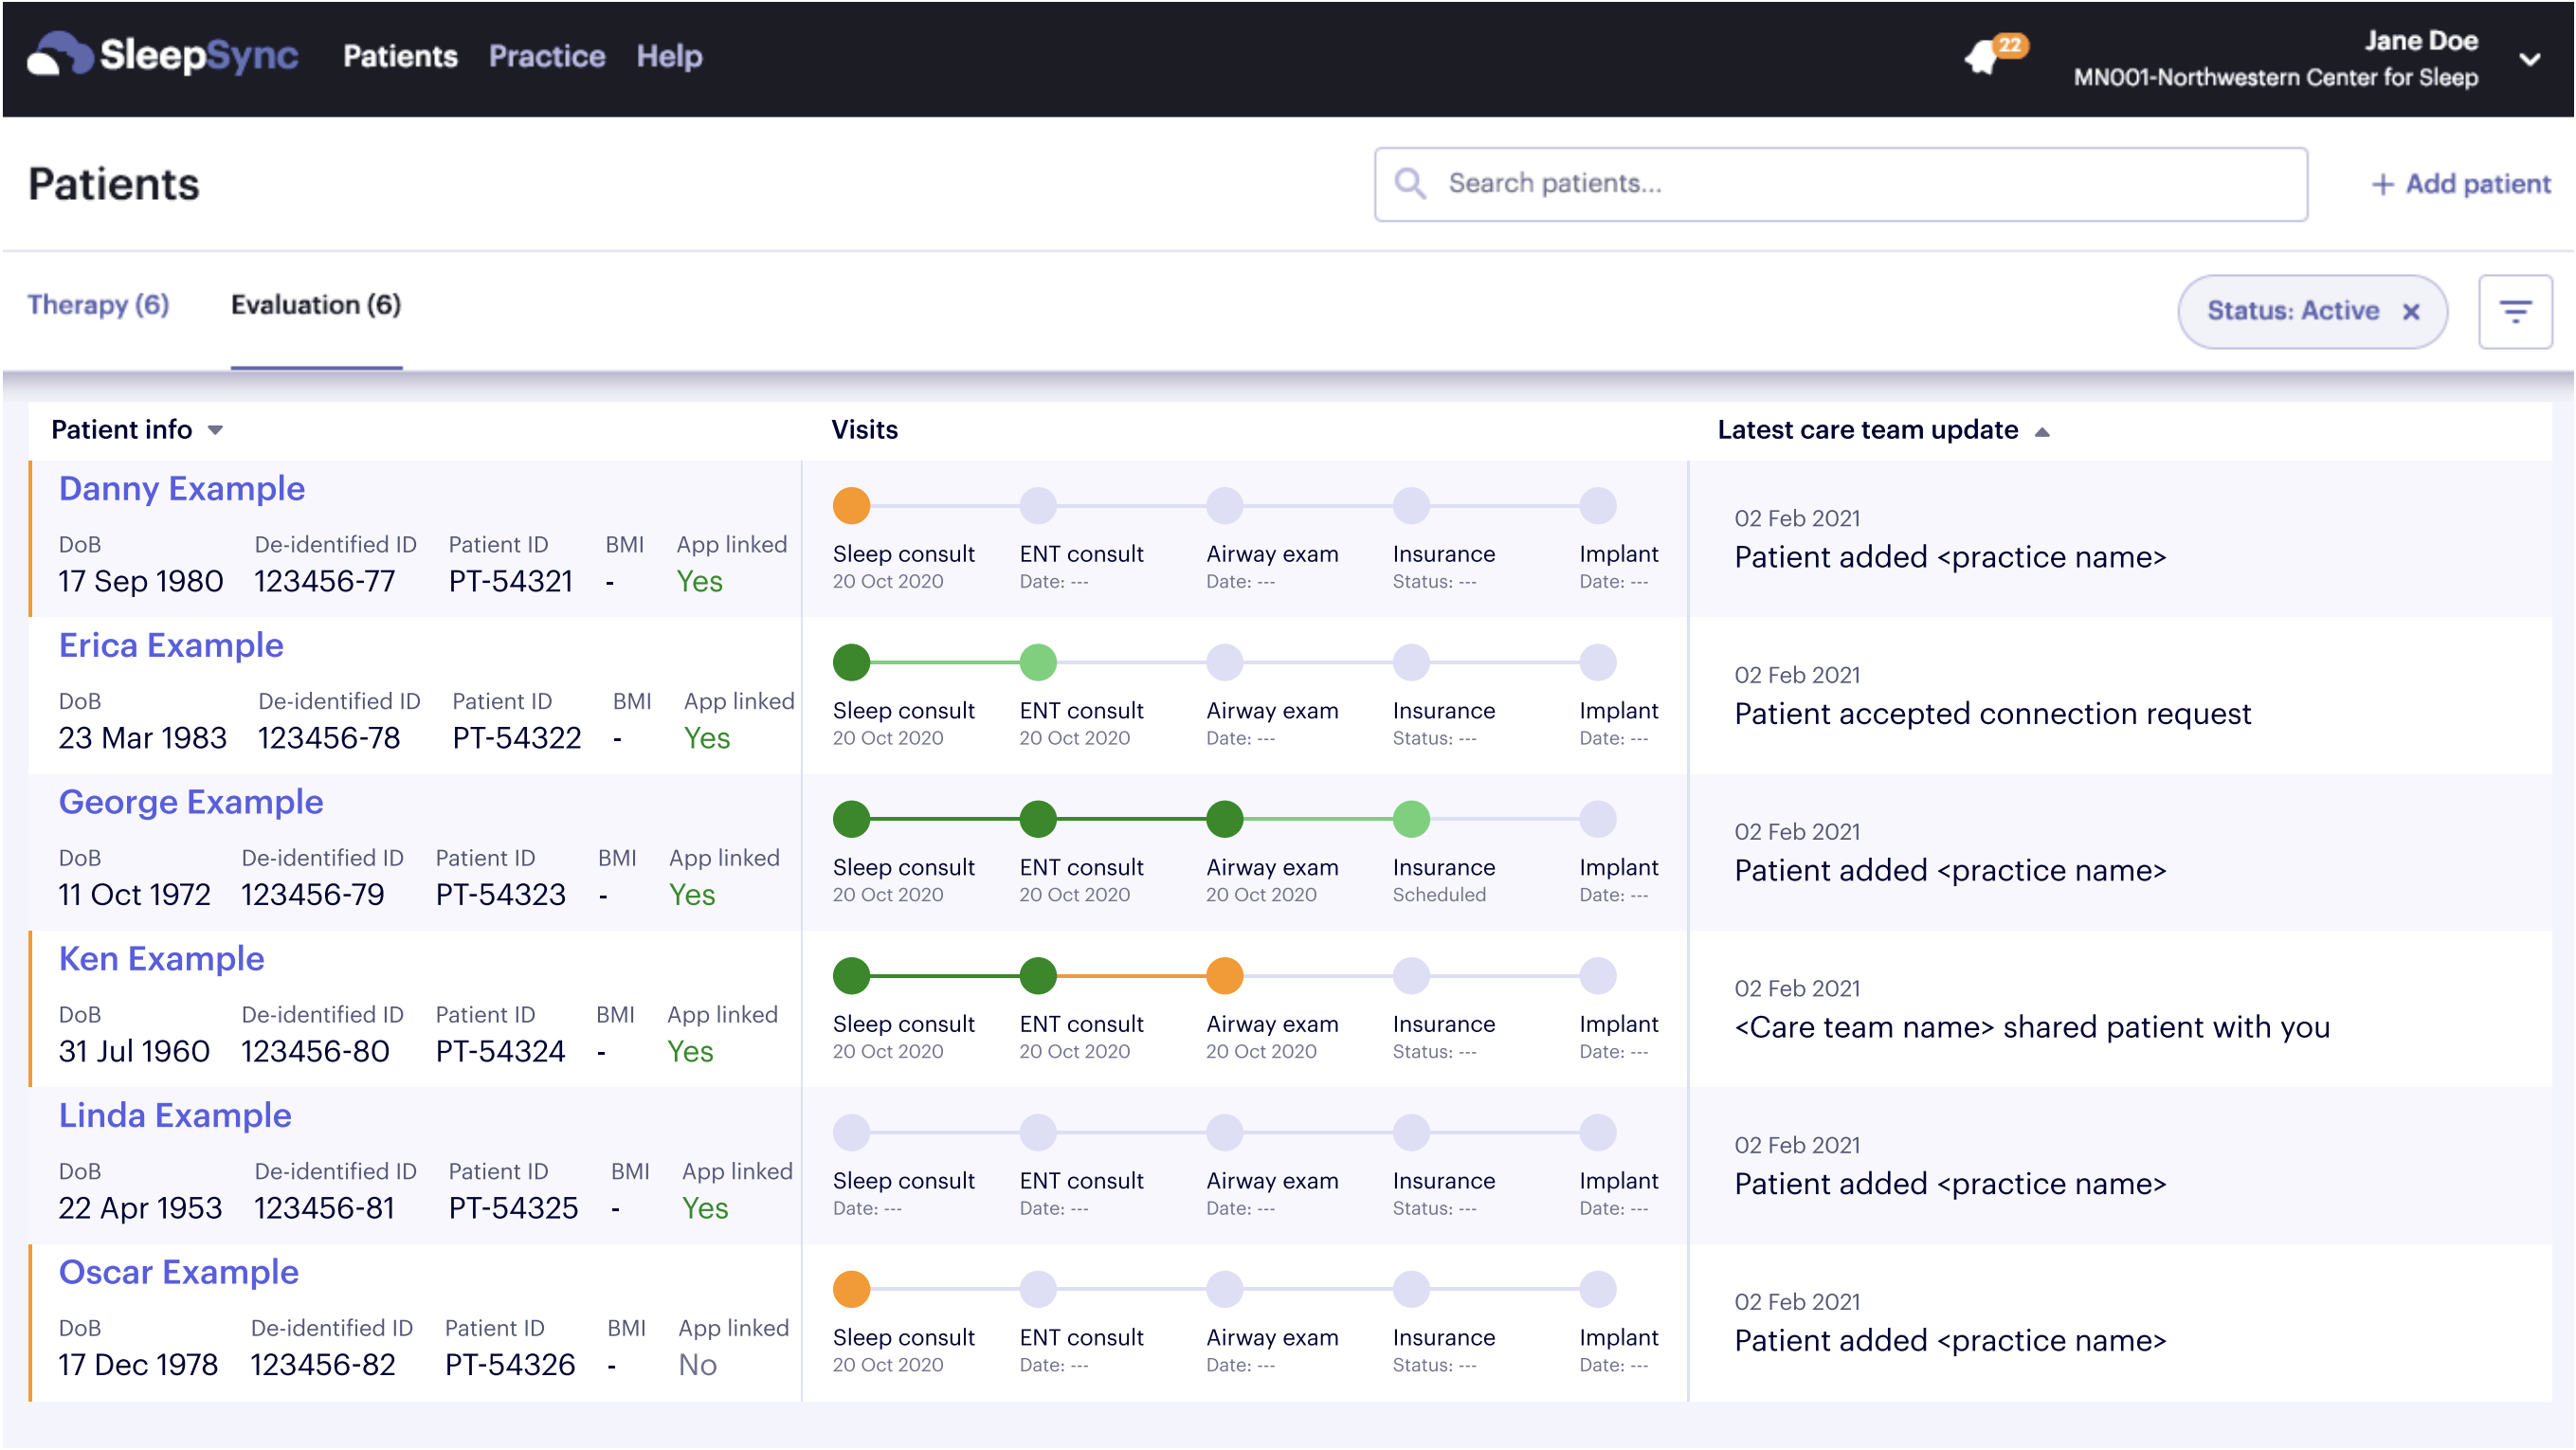 SleepSync Patients Practice Help 22 Jane Doe
MN001-Northwestern Center for Sleep
Patients Search patients... + Add patient
Therapy (6) Evaluation (6) Status: Active ×
Patient info Visits Latest care team update
Danny Example
DoB De-identified ID Patient ID BMI App linked
17 Sep 1980 123456-77 PT-54321 - Yes
Sleep consult ENT consult Airway exam Insurance Implant
20 Oct 2020 Date: --- Date: --- Status: --- Date: ---
02 Feb 2021
Patient added <practice name>
Erica Example
DoB De-identified ID Patient ID BMI App linked
23 Mar 1983 123456-78 PT-54322 - Yes
Sleep consult ENT consult Airway exam Insurance Implant
20 Oct 2020 20 Oct 2020 Date: --- Status: --- Date: ---
02 Feb 2021
Patient accepted connection request
George Example
DoB De-identified ID Patient ID BMI App linked
11 Oct 1972 123456-79 PT-54323 - Yes
Sleep consult ENT consult Airway exam Insurance Implant
20 Oct 2020 20 Oct 2020 20 Oct 2020 Scheduled Date: ---
02 Feb 2021
Patient added <practice name>
Ken Example
DoB De-identified ID Patient ID BMI App linked
31 Jul 1960 123456-80 PT-54324 - Yes
Sleep consult ENT consult Airway exam Insurance Implant
20 Oct 2020 20 Oct 2020 20 Oct 2020 Status: --- Date: ---
02 Feb 2021
<Care team name> shared patient with you
Linda Example
DoB De-identified ID Patient ID BMI App linked
22 Apr 1953 123456-81 PT-54325 - Yes
Sleep consult ENT consult Airway exam Insurance Implant
Date: --- Date: --- Date: --- Status: --- Date: ---
02 Feb 2021
Patient added <practice name>
Oscar Example
DoB De-identified ID Patient ID BMI App linked
17 Dec 1978 123456-82 PT-54326 - No
Sleep consult ENT consult Airway exam Insurance Implant
20 Oct 2020 Date: --- Date: --- Status: --- Date: ---
02 Feb 2021
Patient added <practice name>